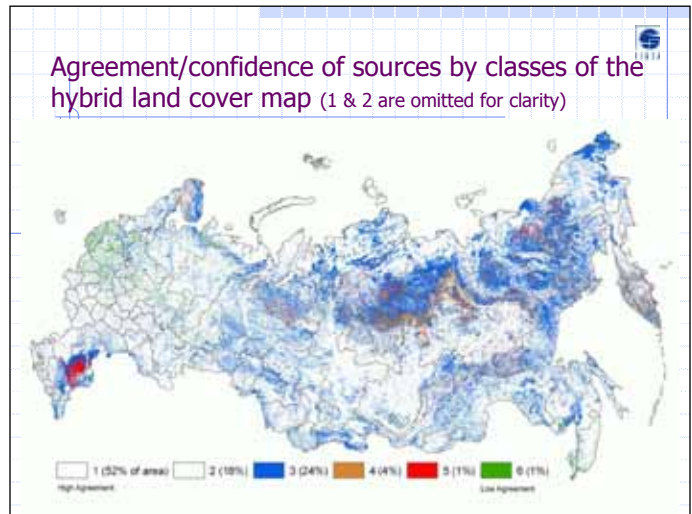 Agreement/confidence of sources by classes of the
hybrid land cover map (1 & 2 are omitted for clarity)
1 (52% of area) 2 (18%) 3 (24%) 4 (4%) 5 (1%) 6 (1%)
High Agreement Low Agreement